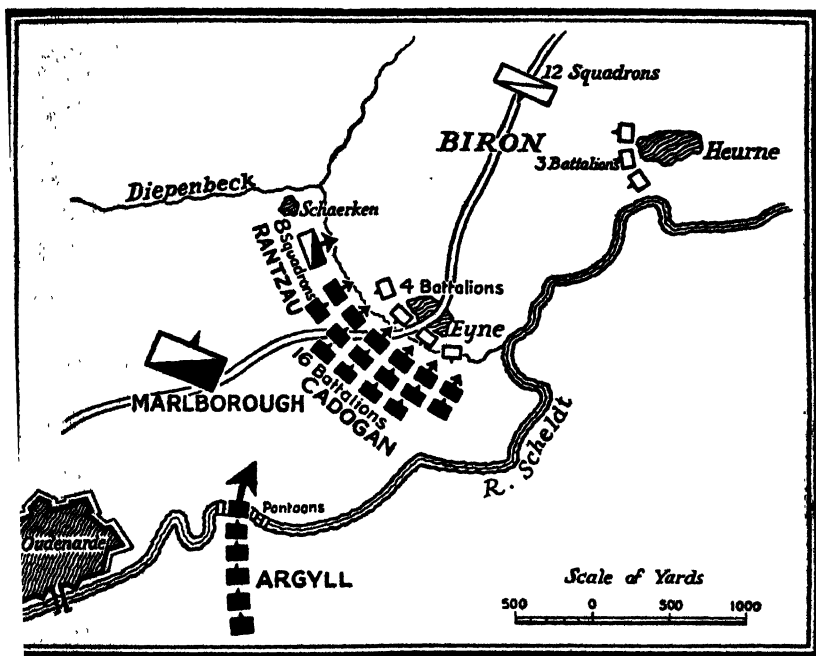 12 Squadrons
BIRON
3 Battalions
Heurne
Diepenbeck
Schaerken
8 Squadrons
RANTZAU
4 Battalions
Eyne
16 Battalions
CADOGAN
MARLBOROUGH
R. Scheldt
Pontoons
Oudenarde
ARGYLL
Scale of Yards
500 0 500 1000